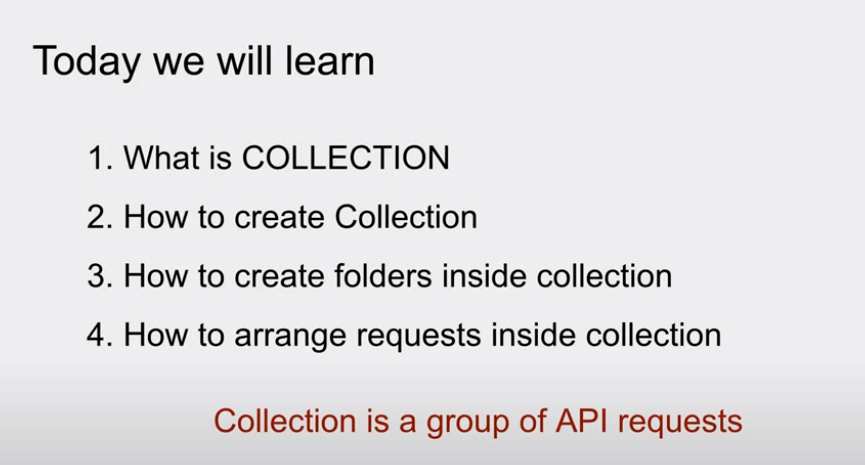 Today we will learn
1. What is COLLECTION
2. How to create Collection
3. How to create folders inside collection
4. How to arrange requests inside collection
Collection is a group of API requests